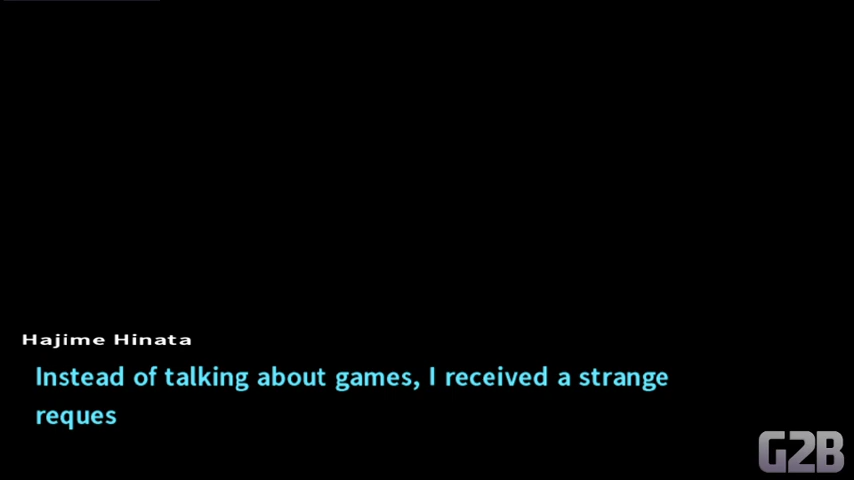 Hajime Hinata
Instead of talking about games, I received a strange
reques
G2B